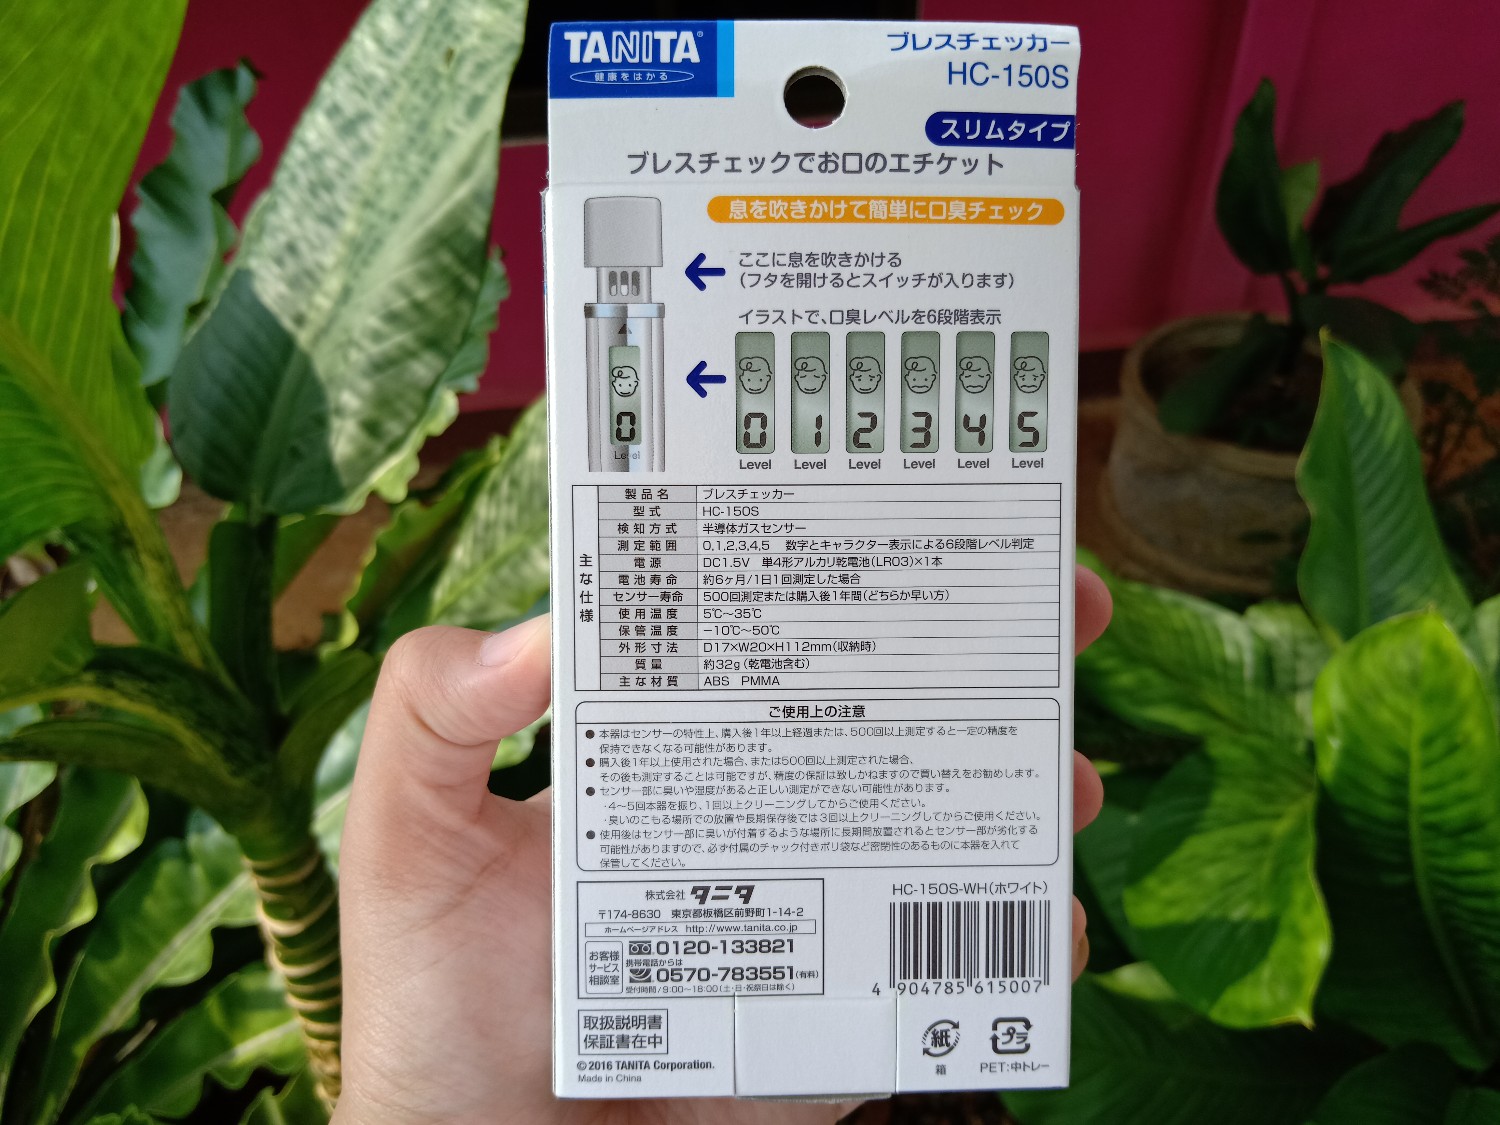 TANITA®
健康をはかる
ブレスチェッカー
HC-150S
スリムタイプ
ブレスチェックでお口のエチケット
息を吹きかけて簡単に口臭チェック
ここに息を吹きかける
(フタを開けるとスイッチが入ります)
イラストで、口臭レベルを6段階表示
0
Level
0 1 2 3 4 5
Level Level Level Level Level Level
主な仕様
製品名 ブレスチェッカー
型式 HC-150S
検知方式 半導体ガスセンサー
測定範囲 0,1,2,3,4,5 数字とキャラクター表示による6段階レベル判定
電源 DC1.5V 単4形アルカリ乾電池(LR03)×1本
電池寿命 約6ヶ月/1日1回測定した場合
センサー寿命 500回測定または購入後1年間(どちらか早い方)
使用温度 5℃〜35℃
保管温度 −10℃〜50℃
外形寸法 D17×W20×H112mm(収納時)
質量 約32g(乾電池含む)
主な材質 ABS PMMA
ご使用上の注意
●本器はセンサーの特性上、購入後1年以上経過または、500回以上測定すると一定の精度を
保持できなくなる可能性があります。
●購入後1年以上使用された場合、または500回以上測定された場合、
その後も測定することは可能ですが、精度の保証は致しかねますので買い替えをお勧めします。
●センサー部に臭いや湿度があると正しい測定ができない可能性があります。
・4〜5回本器を振り、1回以上クリーニングしてからご使用ください。
・臭いのこもる場所での放置や長期保存後では3回以上クリーニングしてからご使用ください。
●使用後はセンサー部に臭いが付着するような場所に長期間放置されるとセンサー部が劣化する
可能性がありますので、必ず付属のチャック付きポリ袋など密閉性のあるものに本器を入れて
保管してください。
株式会社 タニタ
〒174-8630 東京都板橋区前野町1-14-2
ホームページアドレス http://www.tanita.co.jp
お客様サービス相談室
0120-133821
携帯電話からは
0570-783551(有料)
受付時間/9:00〜18:00(土・日・祝祭日は除く)
HC-150S-WH(ホワイト)
4 904785 615007
取扱説明書
保証書在中
©2016 TANITA Corporation.
Made in China
紙
箱
プラ
PET:中トレー